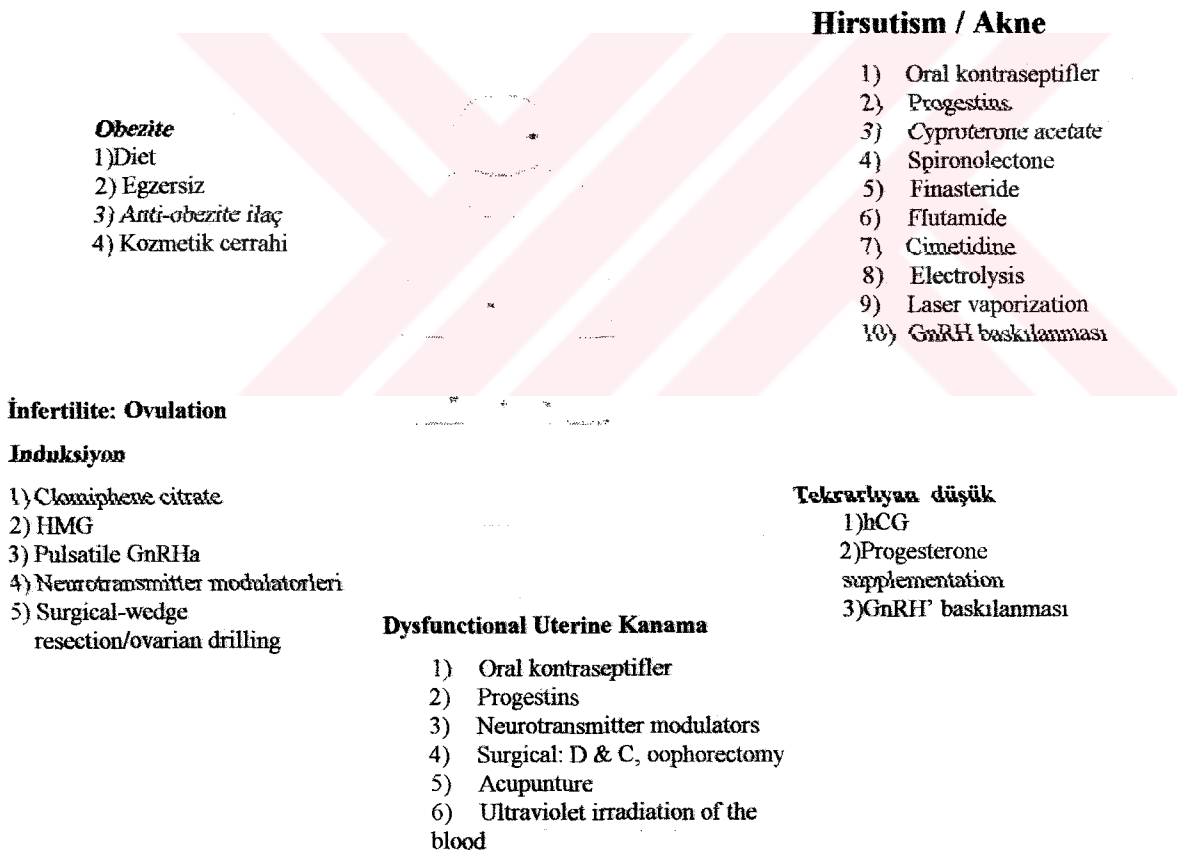 Hirsutism / Akne
1) Oral kontraseptifler
2) Progestins
3) Cyproterone acetate
4) Spironolectone
5) Finasteride
6) Flutamide
7) Cimetidine
8) Electrolysis
9) Laser vaporization
10) GnRH baskılanması
Obezite
1)Diet
2) Egzersiz
3) Anti-obezite ilaç
4) Kozmetik cerrahi
İnfertilite: Ovulation
Induksiyon
1) Clomiphene citrate
2) HMG
3) Pulsatile GnRHa
4) Neurotransmitter modulatorleri
5) Surgical-wedge
resection/ovarian drilling
Tekrarlıyan düşük
1)hCG
2)Progesterone
supplementation
3)GnRH' baskılanması
Dysfunctional Uterine Kanama
1) Oral kontraseptifler
2) Progestins
3) Neurotransmitter modulators
4) Surgical: D & C, oophorectomy
5) Acupunture
6) Ultraviolet irradiation of the
blood